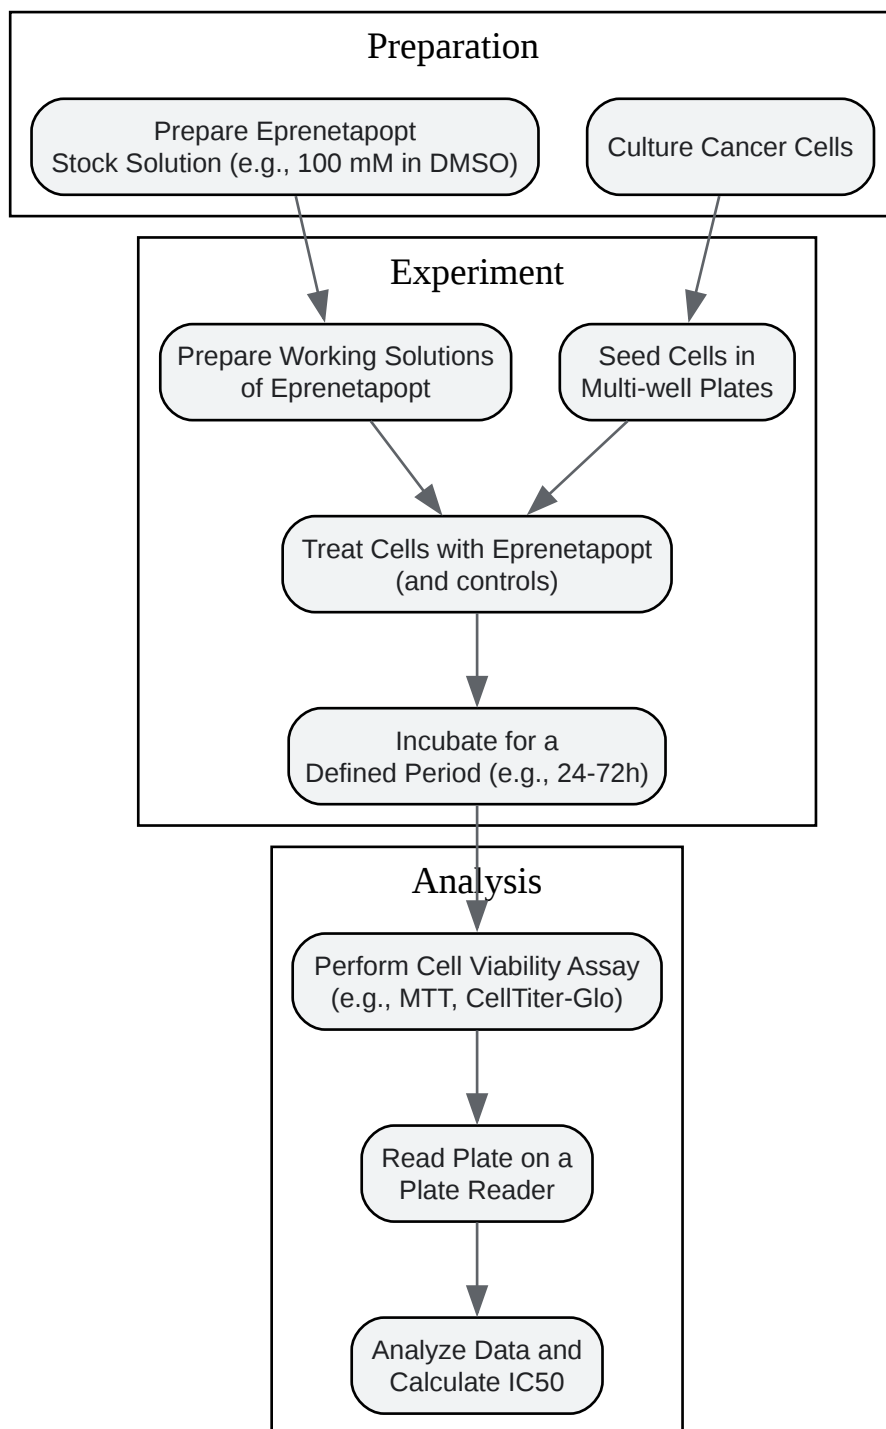 Preparation
Prepare Eprenetapopt
Stock Solution (e.g., 100 mM in DMSO)
Culture Cancer Cells
Experiment
Prepare Working Solutions
of Eprenetapopt
Seed Cells in
Multi-well Plates
Treat Cells with Eprenetapopt
(and controls)
Incubate for a
Defined Period (e.g., 24-72h)
Analysis
Perform Cell Viability Assay
(e.g., MTT, CellTiter-Glo)
Read Plate on a
Plate Reader
Analyze Data and
Calculate IC50